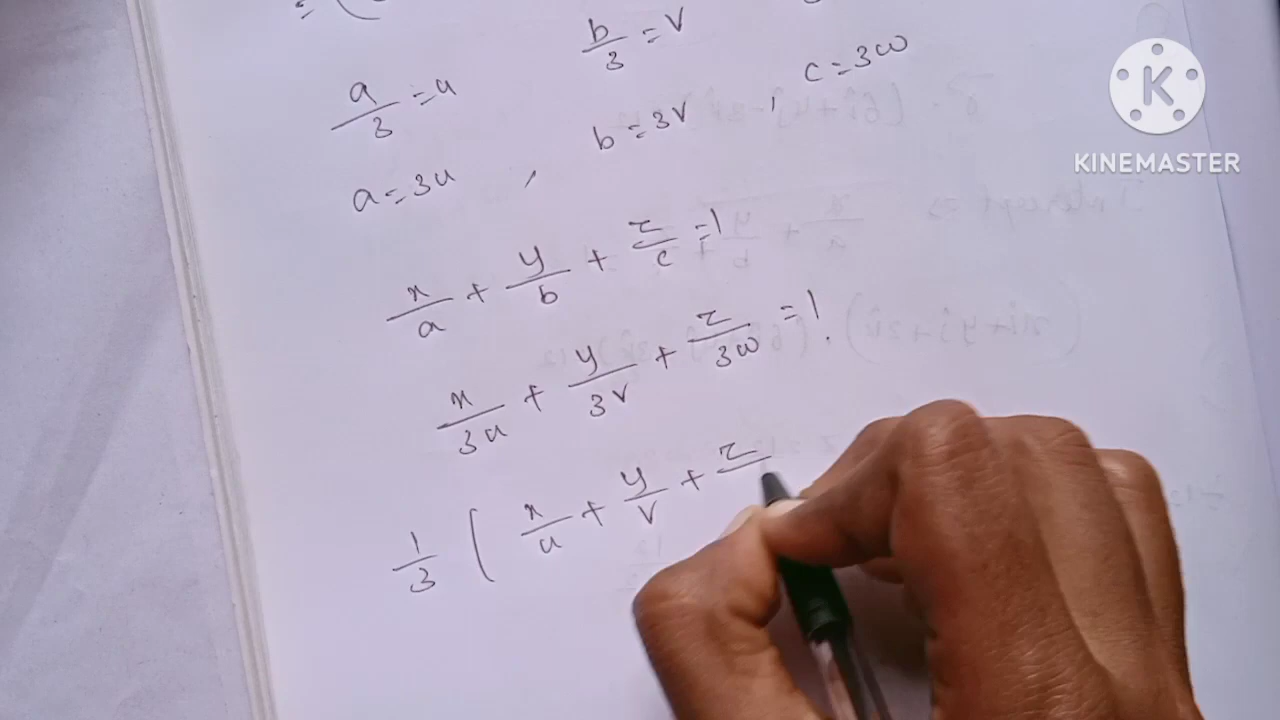 b/3 = v
a/3 = u
c = 3w
b = 3v ,
a = 3u ,
x/a + y/b + z/c = 1
x/3u + y/3v + z/3w = 1.
1/3 ( x/u + y/v + z
KINEMASTER